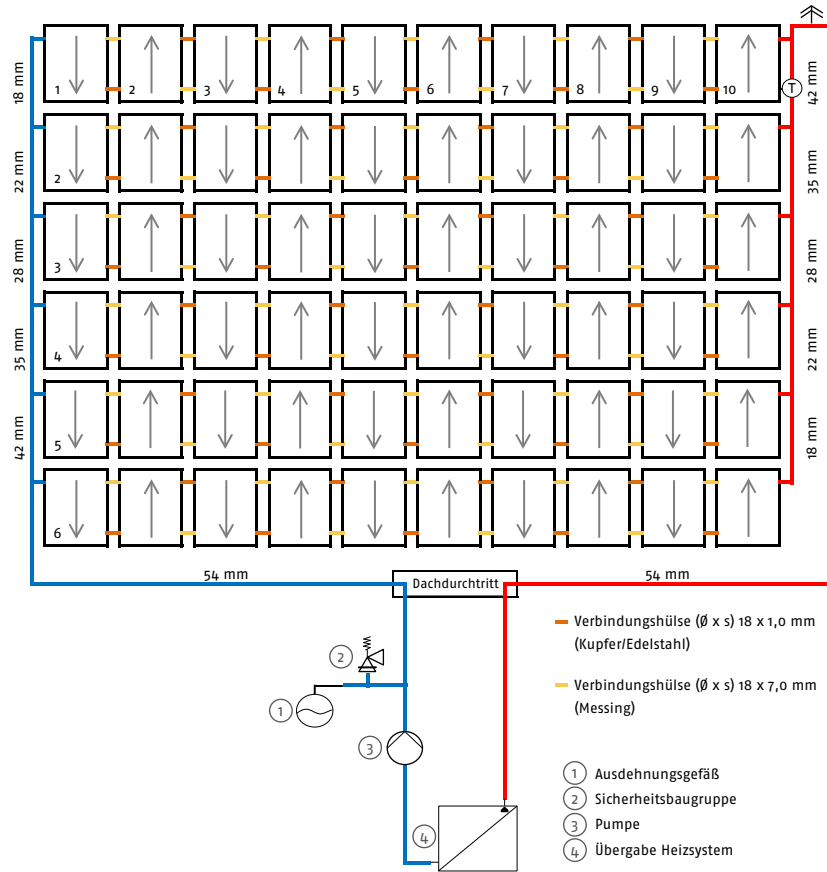 1 2 3 4 5 6 7 8 9 10
T
18 mm
42 mm
2
22 mm
35 mm
3
28 mm
28 mm
4
35 mm
22 mm
5
42 mm
18 mm
6
54 mm
Dachdurchtritt
54 mm
Verbindungshülse (Ø x s) 18 x 1,0 mm
(Kupfer/Edelstahl)
Verbindungshülse (Ø x s) 18 x 7,0 mm
(Messing)
2
1
3
4
1 Ausdehnungsgefäß
2 Sicherheitsbaugruppe
3 Pumpe
4 Übergabe Heizsystem